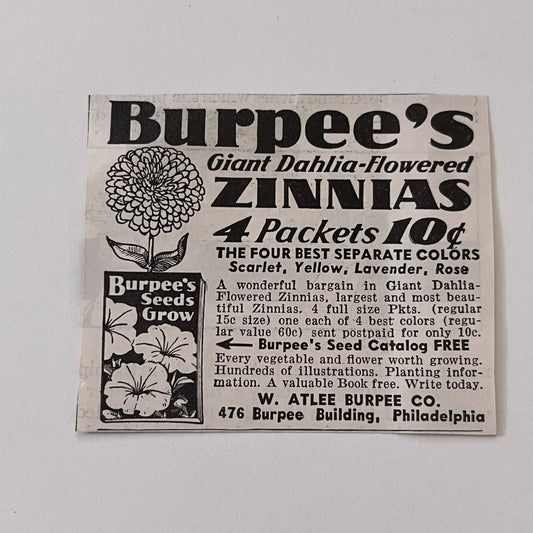 Burpee's
Giant Dahlia-Flowered
ZINNIAS
4 Packets 10¢
THE FOUR BEST SEPARATE COLORS
Scarlet, Yellow, Lavender, Rose
A wonderful bargain in Giant Dahlia-
Flowered Zinnias, largest and most beau-
tiful Zinnias. 4 full size Pkts. (regular
15c size) one each of 4 best colors (regu-
lar value 60c) sent postpaid for only 10c.
Burpee's Seed Catalog FREE
Every vegetable and flower worth growing.
Hundreds of illustrations. Planting infor-
mation. A valuable Book free. Write today.
W. ATLEE BURPEE CO.
476 Burpee Building, Philadelphia
Burpee's
Seeds
Grow